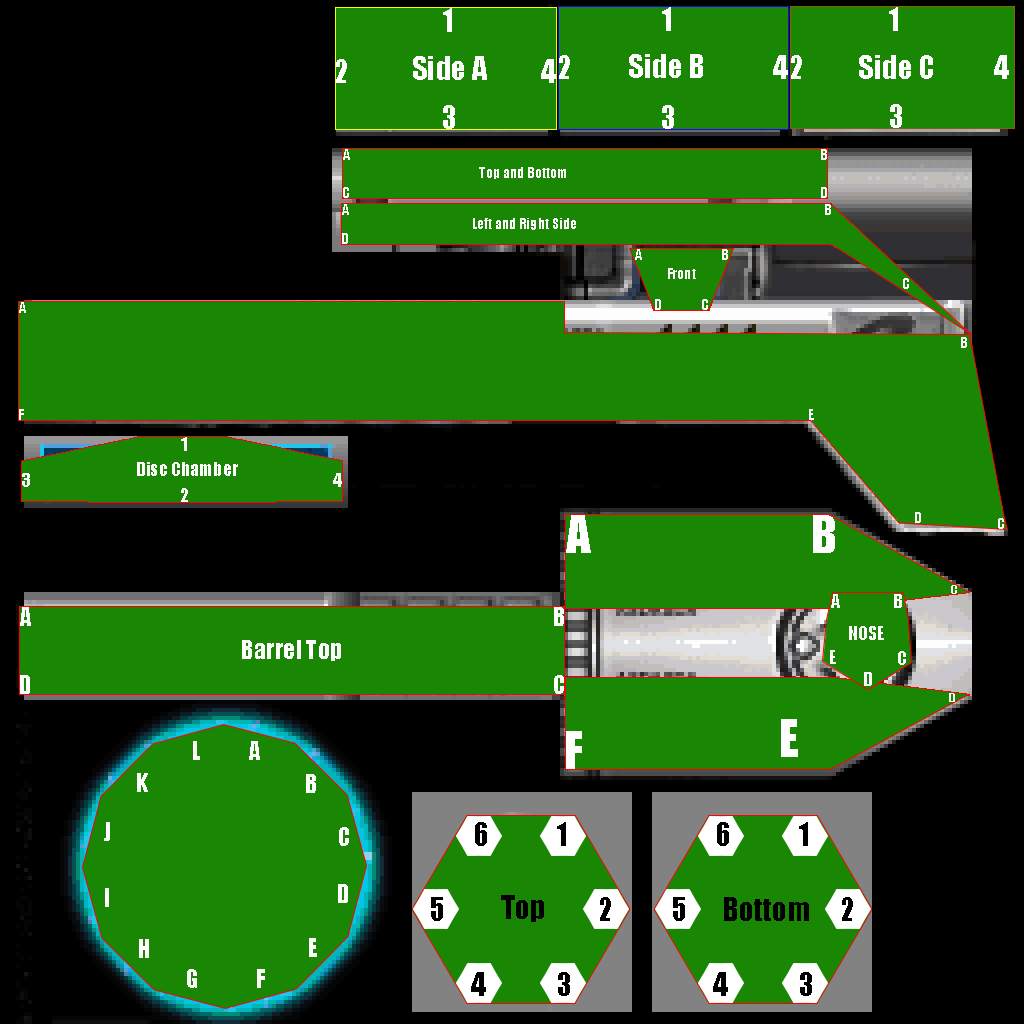 1 1 1
2 Side A 4 2 Side B 4 2 Side C 4
3 3 3
A B
Top and Bottom
C D
A B
Left and Right Side
D
A B
Front
C
D C
A
B
F E
1
Disc Chamber
3 4
2
D C
A B
C
A B
A B
NOSE
Barrel Top
E C
D C
D
D
F E
L A
K B
J C
I D
H E
G F
6 1
5 Top 2
4 3
6 1
5 Bottom 2
4 3